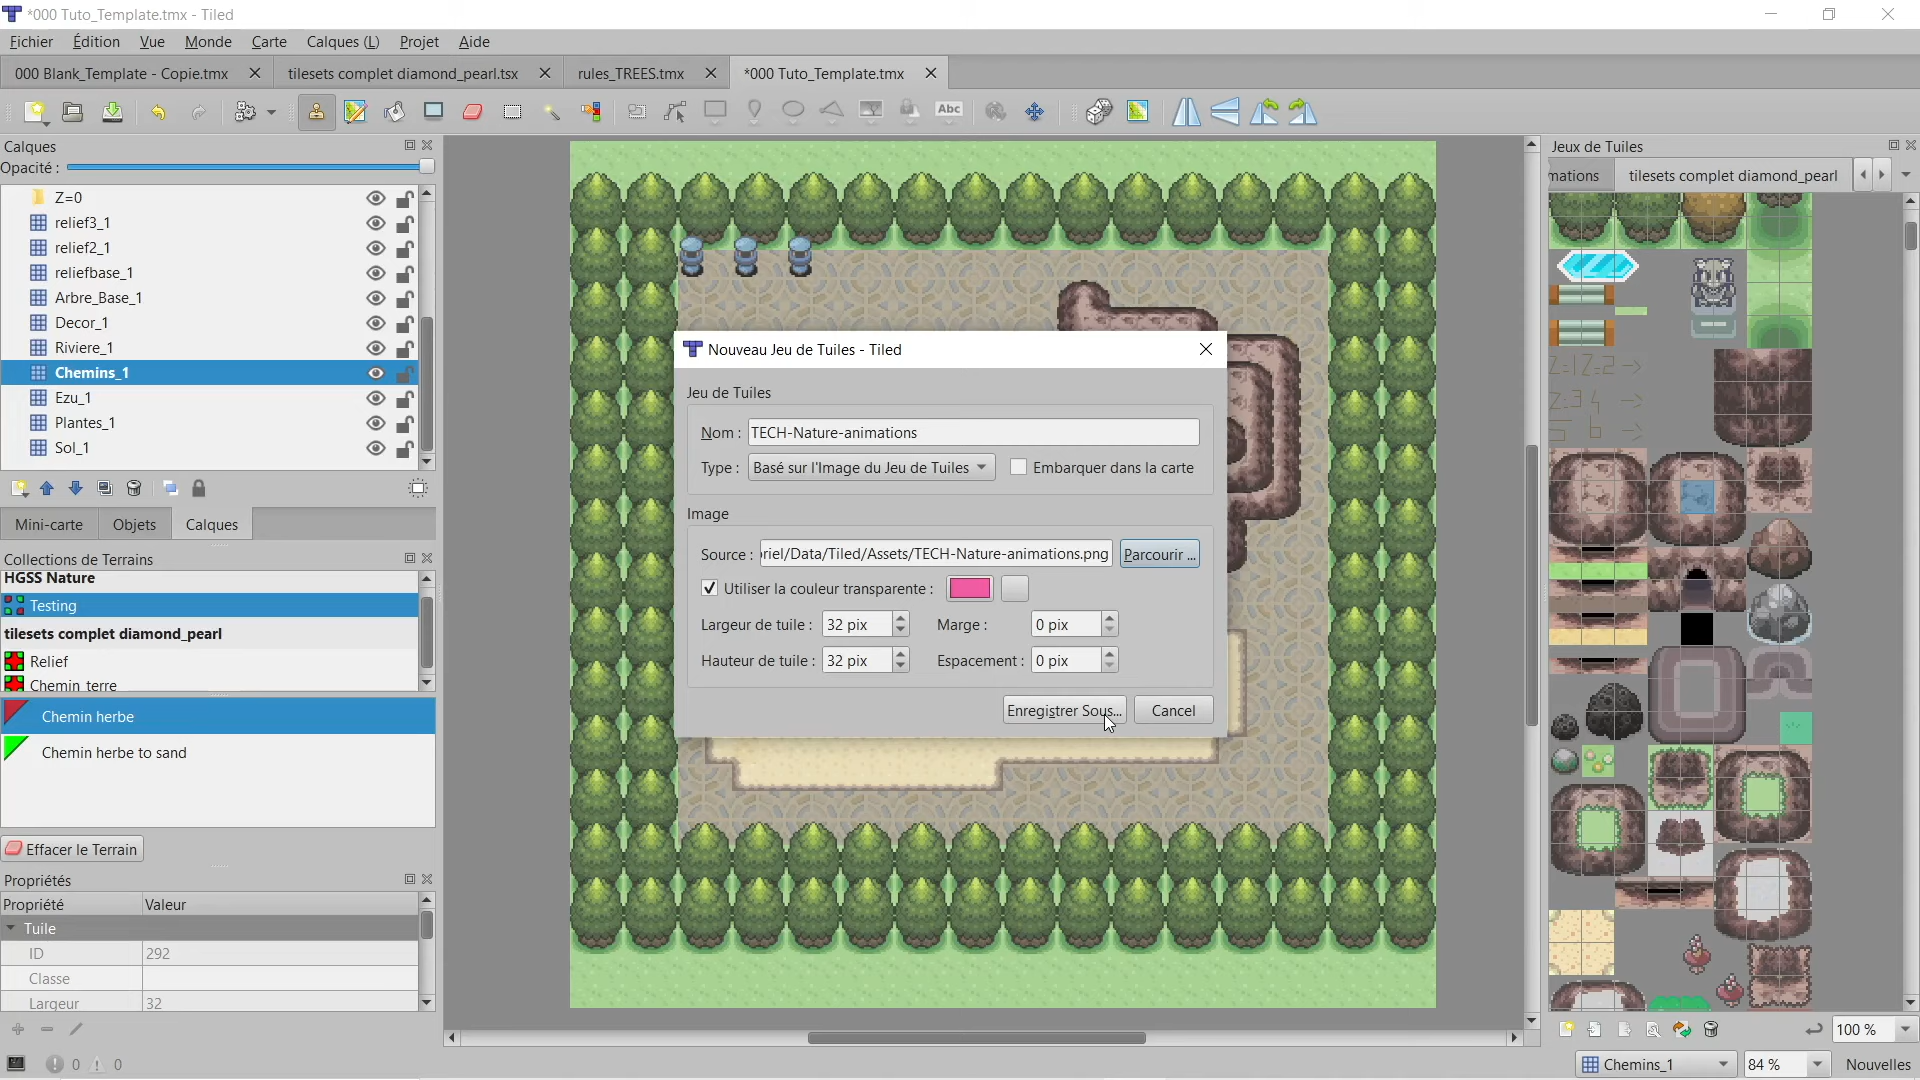 *000 Tuto_Template.tmx - Tiled
Fichier Édition Vue Monde Carte Calques (L) Projet Aide
000 Blank_Template - Copie.tmx
tilesets complet diamond_pearl.tsx
rules_TREES.tmx
*000 Tuto_Template.tmx
Abc
Calques
Opacité :
Z=0
relief3_1
relief2_1
reliefbase_1
Arbre_Base_1
Decor_1
Riviere_1
Chemins_1
Ezu_1
Plantes_1
Sol_1
Mini-carte Objets Calques
Collections de Terrains
HGSS Nature
Testing
tilesets complet diamond_pearl
Relief
Chemin terre
Chemin herbe
Chemin herbe to sand
Effacer le Terrain
Propriétés
Propriété Valeur
Tuile
ID 292
Classe
Largeur 32
0 0
Nouveau Jeu de Tuiles - Tiled
Jeu de Tuiles
Nom : TECH-Nature-animations
Type : Basé sur l'Image du Jeu de Tuiles Embarquer dans la carte
Image
Source : riel/Data/Tiled/Assets/TECH-Nature-animations.png Parcourir ...
Utiliser la couleur transparente :
Largeur de tuile : 32 pix Marge : 0 pix
Hauteur de tuile : 32 pix Espacement : 0 pix
Enregistrer Sous... Cancel
Jeux de Tuiles
mations tilesets complet diamond_pearl
Z=1 Z=2 →
Z=3 4 →
5 6 →
100 %
Chemins_1 84 % Nouvelles